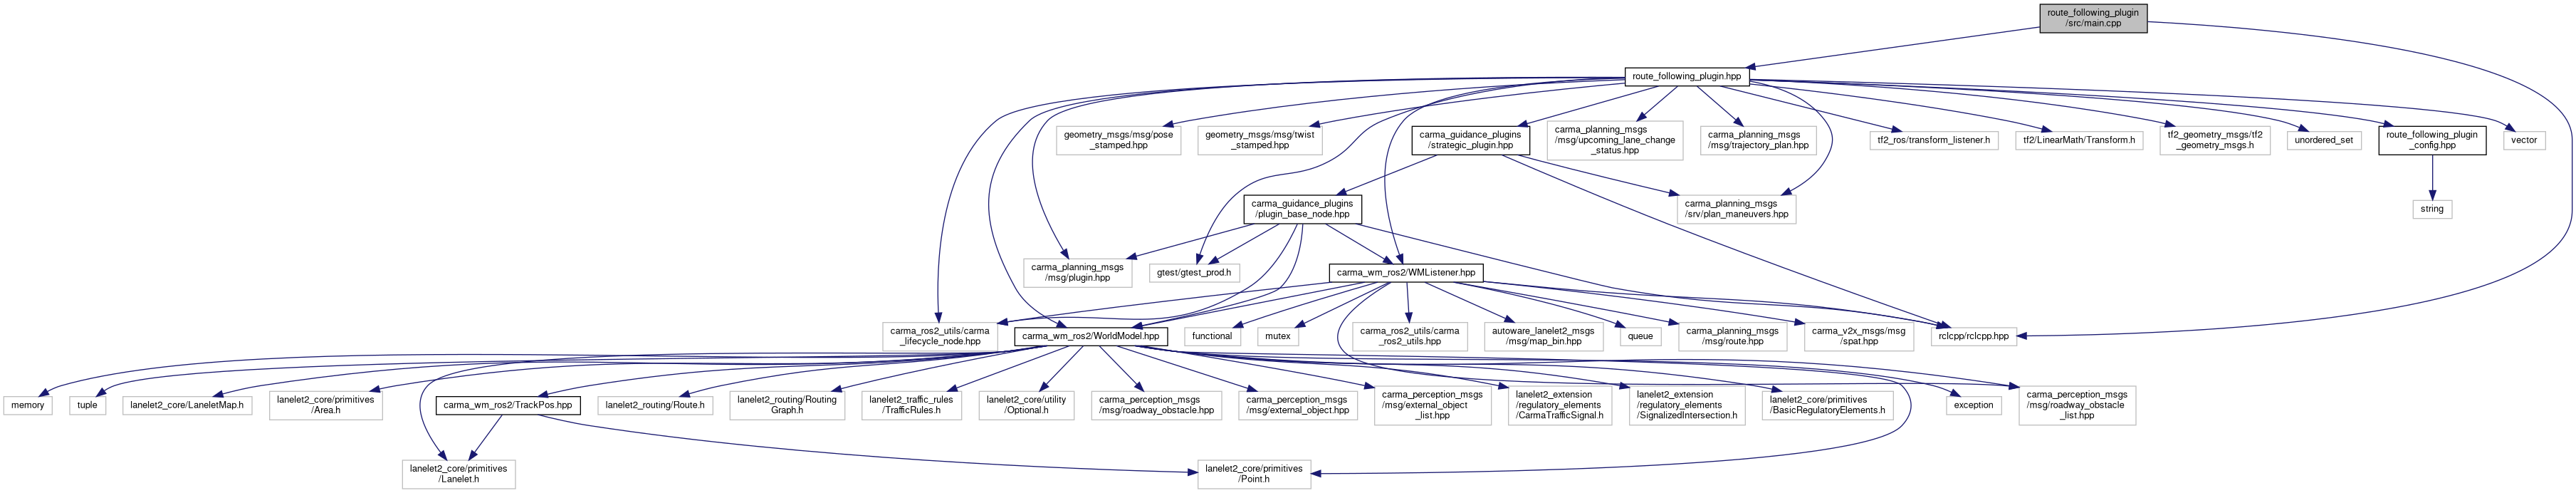 route_following_plugin
/src/main.cpp
route_following_plugin.hpp
geometry_msgs/msg/pose
_stamped.hpp
geometry_msgs/msg/twist
_stamped.hpp
carma_guidance_plugins
/strategic_plugin.hpp
carma_planning_msgs
/msg/upcoming_lane_change
_status.hpp
carma_planning_msgs
/msg/trajectory_plan.hpp
tf2_ros/transform_listener.h
tf2/LinearMath/Transform.h
tf2_geometry_msgs/tf2
_geometry_msgs.h
unordered_set
route_following_plugin
_config.hpp
vector
carma_guidance_plugins
/plugin_base_node.hpp
carma_planning_msgs
/srv/plan_maneuvers.hpp
string
carma_planning_msgs
/msg/plugin.hpp
gtest/gtest_prod.h
carma_wm_ros2/WMListener.hpp
carma_ros2_utils/carma
_lifecycle_node.hpp
carma_wm_ros2/WorldModel.hpp
functional
mutex
carma_ros2_utils/carma
_ros2_utils.hpp
autoware_lanelet2_msgs
/msg/map_bin.hpp
queue
carma_planning_msgs
/msg/route.hpp
carma_v2x_msgs/msg
/spat.hpp
rclcpp/rclcpp.hpp
memory
tuple
lanelet2_core/LaneletMap.h
lanelet2_core/primitives
/Area.h
carma_wm_ros2/TrackPos.hpp
lanelet2_routing/Route.h
lanelet2_routing/Routing
Graph.h
lanelet2_traffic_rules
/TrafficRules.h
lanelet2_core/utility
/Optional.h
carma_perception_msgs
/msg/roadway_obstacle.hpp
carma_perception_msgs
/msg/external_object.hpp
carma_perception_msgs
/msg/external_object
_list.hpp
lanelet2_extension
/regulatory_elements
/CarmaTrafficSignal.h
lanelet2_extension
/regulatory_elements
/SignalizedIntersection.h
lanelet2_core/primitives
/BasicRegulatoryElements.h
exception
carma_perception_msgs
/msg/roadway_obstacle
_list.hpp
lanelet2_core/primitives
/Lanelet.h
lanelet2_core/primitives
/Point.h